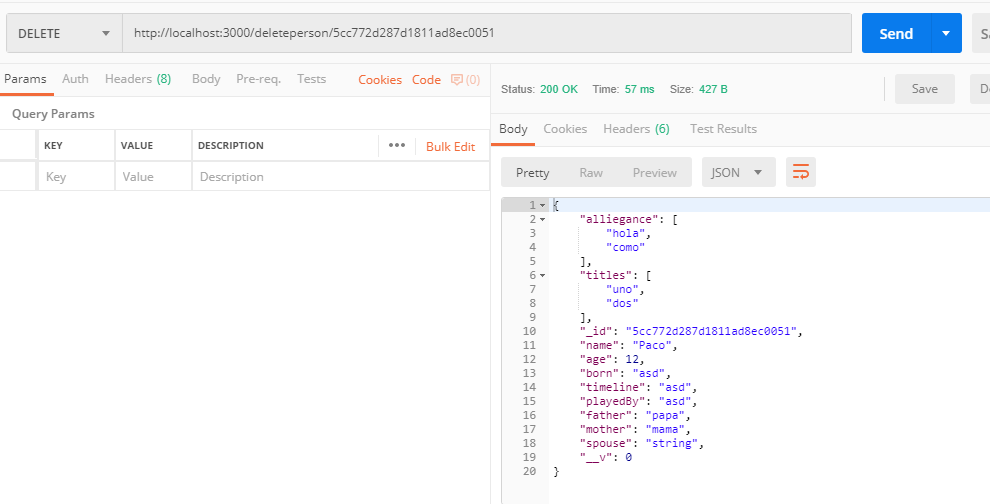 DELETE http://localhost:3000/deleteperson/5cc772d287d1811ad8ec0051 Send Sa
Params Auth Headers (8) Body Pre-req. Tests Cookies Code (0)
Query Params
KEY VALUE DESCRIPTION ••• Bulk Edit
Key Value Description
Status: 200 OK Time: 57 ms Size: 427 B Save D
Body Cookies Headers (6) Test Results
Pretty Raw Preview JSON
1 {
2 "alliegance": [
3 "hola",
4 "como"
5 ],
6 "titles": [
7 "uno",
8 "dos"
9 ],
10 "_id": "5cc772d287d1811ad8ec0051",
11 "name": "Paco",
12 "age": 12,
13 "born": "asd",
14 "timeline": "asd",
15 "playedBy": "asd",
16 "father": "papa",
17 "mother": "mama",
18 "spouse": "string",
19 "__v": 0
20 }